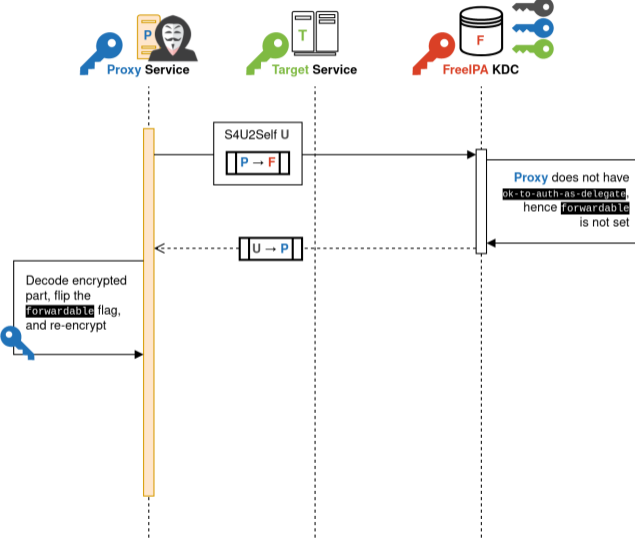 P
T
F
Proxy Service
Target Service
FreeIPA KDC
S4U2Self U
P → F
Proxy does not have
ok-to-auth-as-delegate,
hence forwardable
is not set
U → P
Decode encrypted
part, flip the
forwardable flag,
and re-encrypt